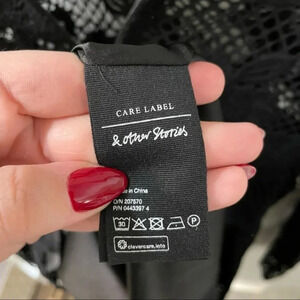 CARE LABEL
& other Stories
e in China
O/N 207570
P/N 0443397 4
30 P
clevercare.info